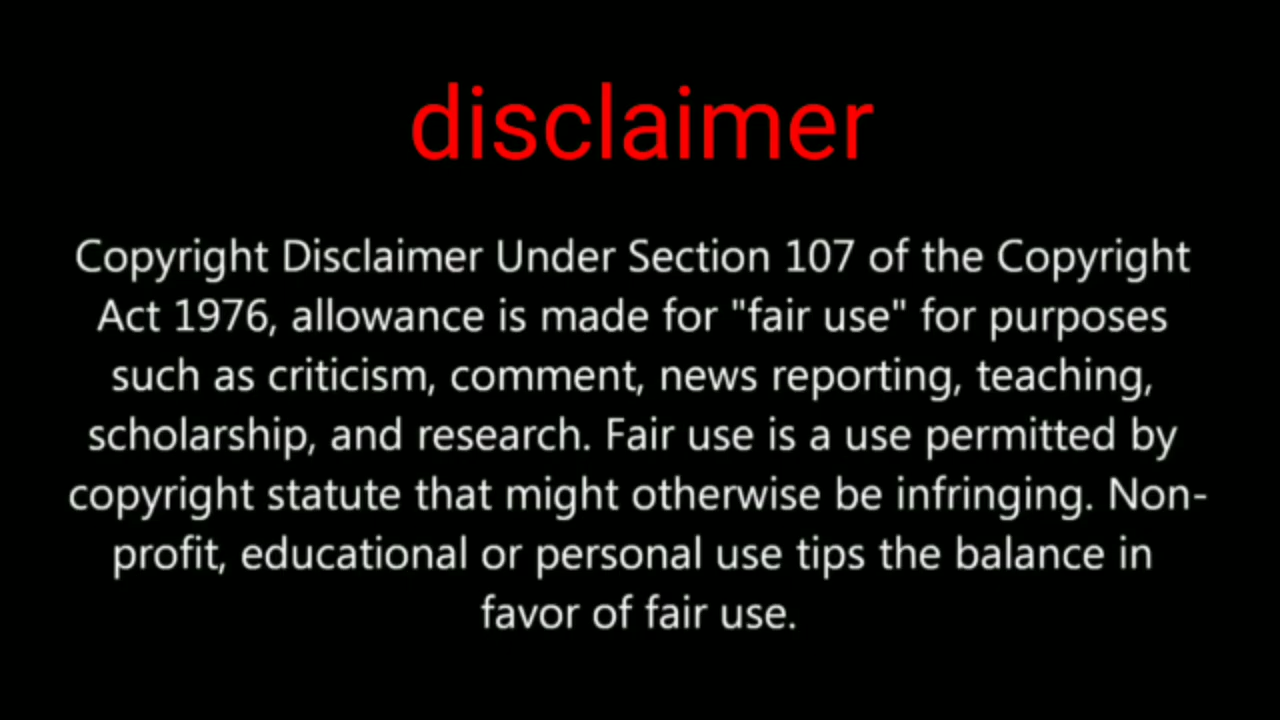 disclaimer
Copyright Disclaimer Under Section 107 of the Copyright
Act 1976, allowance is made for "fair use" for purposes
such as criticism, comment, news reporting, teaching,
scholarship, and research. Fair use is a use permitted by
copyright statute that might otherwise be infringing. Non-
profit, educational or personal use tips the balance in
favor of fair use.